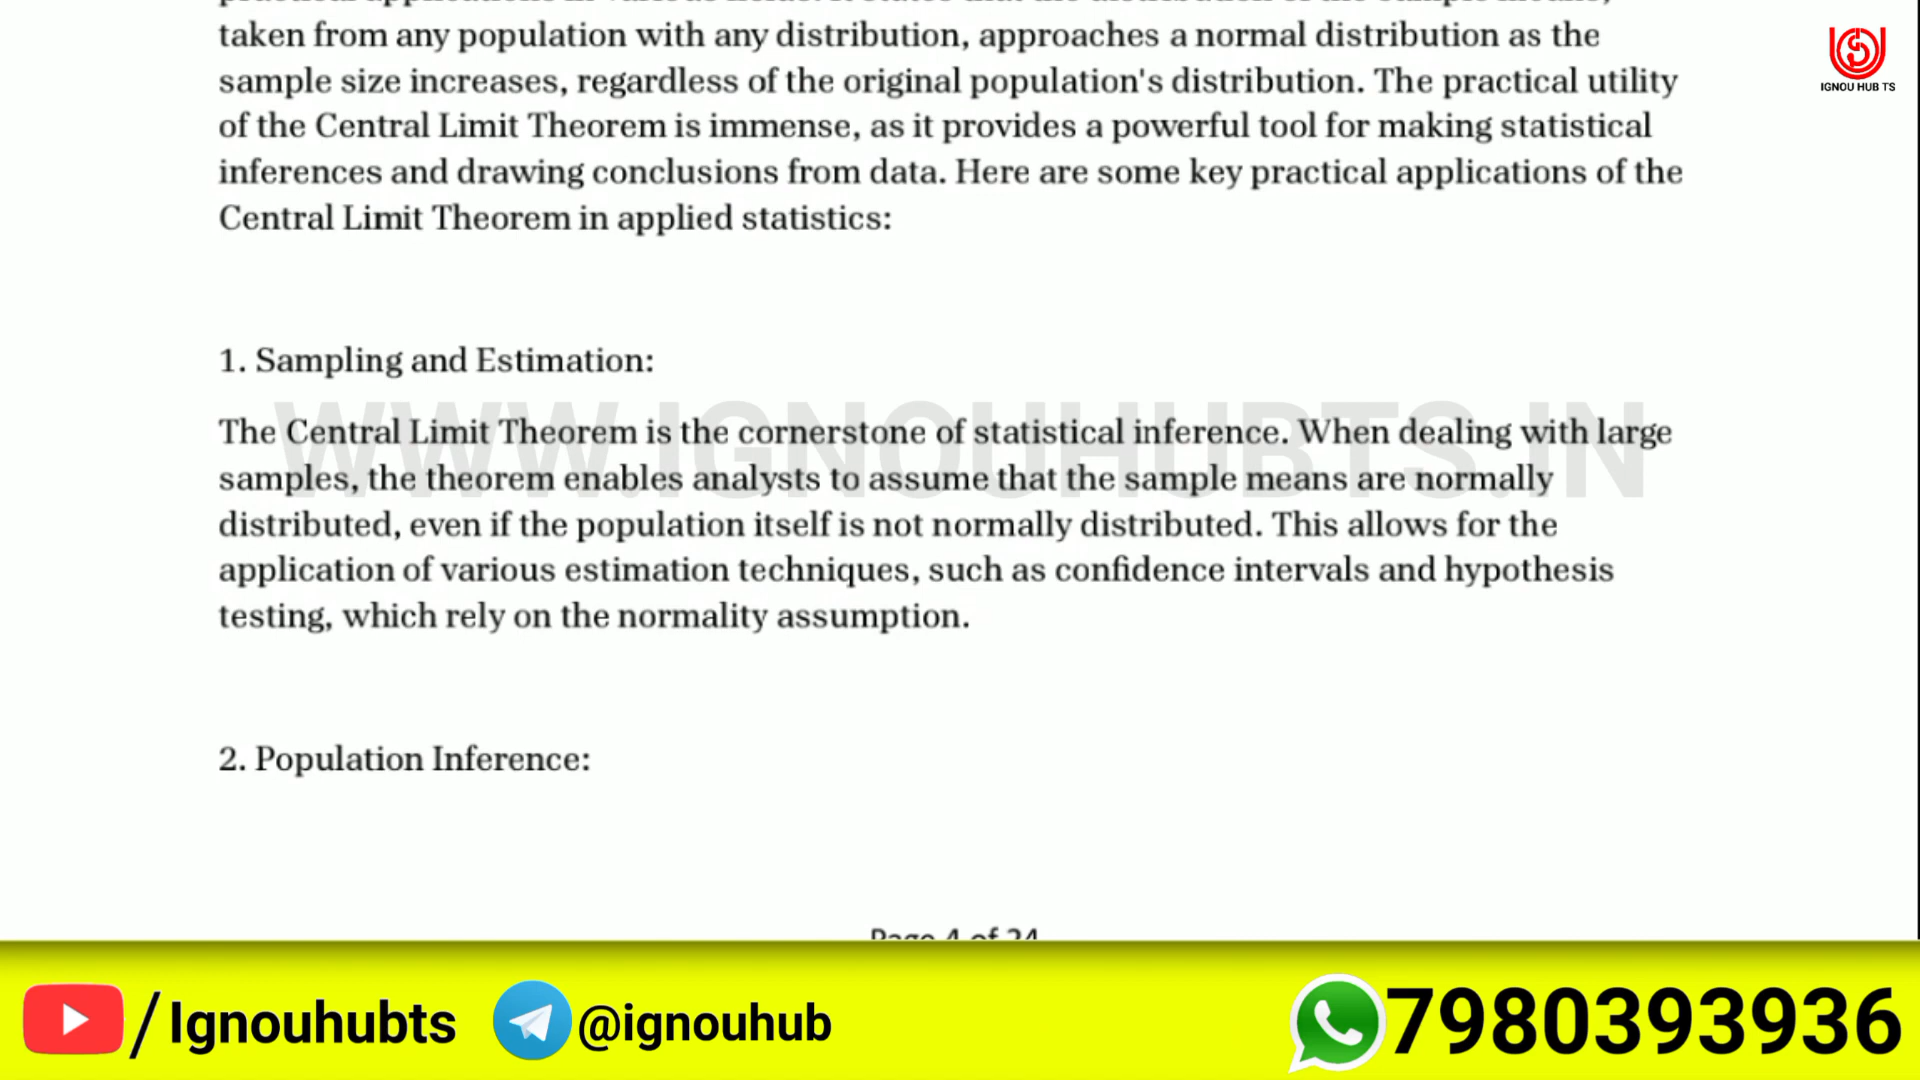 taken from any population with any distribution, approaches a normal distribution as the
sample size increases, regardless of the original population's distribution. The practical utility
of the Central Limit Theorem is immense, as it provides a powerful tool for making statistical
inferences and drawing conclusions from data. Here are some key practical applications of the
Central Limit Theorem in applied statistics:
IGNOU HUB TS
1. Sampling and Estimation:
WWW.IGNOUHUBTS.IN
The Central Limit Theorem is the cornerstone of statistical inference. When dealing with large
samples, the theorem enables analysts to assume that the sample means are normally
distributed, even if the population itself is not normally distributed. This allows for the
application of various estimation techniques, such as confidence intervals and hypothesis
testing, which rely on the normality assumption.
2. Population Inference:
Page 4 of 24
/Ignouhubts @ignouhub 7980393936